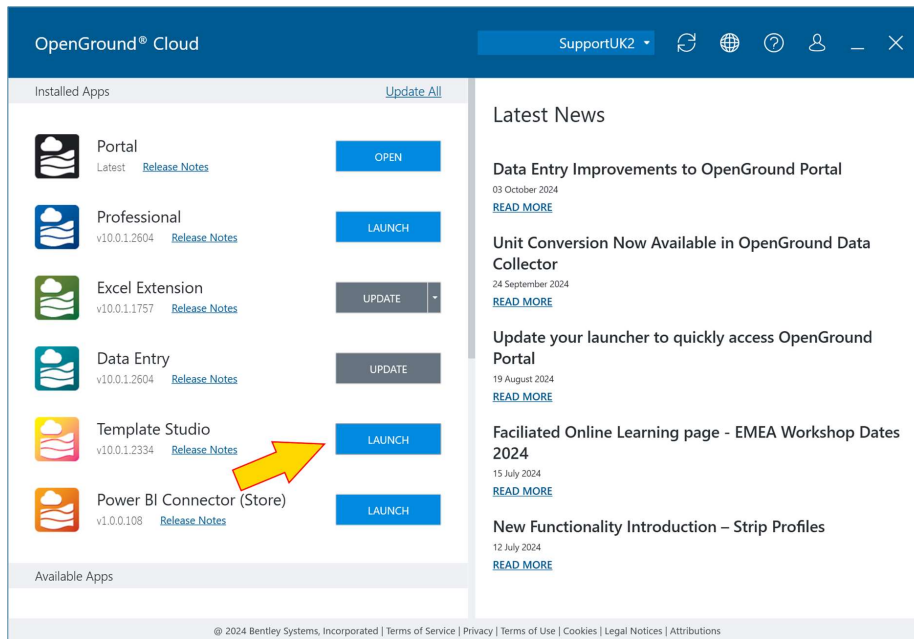 OpenGround® Cloud
SupportUK2
Installed Apps
Update All
Portal
Latest Release Notes
OPEN
Professional
v10.0.1.2604 Release Notes
LAUNCH
Excel Extension
v10.0.1.1757 Release Notes
UPDATE
Data Entry
v10.0.1.2604 Release Notes
UPDATE
Template Studio
v10.0.1.2334 Release Notes
LAUNCH
Power BI Connector (Store)
v1.0.0.108 Release Notes
LAUNCH
Available Apps
Latest News
Data Entry Improvements to OpenGround Portal
03 October 2024
READ MORE
Unit Conversion Now Available in OpenGround Data
Collector
24 September 2024
READ MORE
Update your launcher to quickly access OpenGround
Portal
19 August 2024
READ MORE
Faciliated Online Learning page - EMEA Workshop Dates
2024
15 July 2024
READ MORE
New Functionality Introduction – Strip Profiles
12 July 2024
READ MORE
@ 2024 Bentley Systems, Incorporated | Terms of Service | Privacy | Terms of Use | Cookies | Legal Notices | Attributions